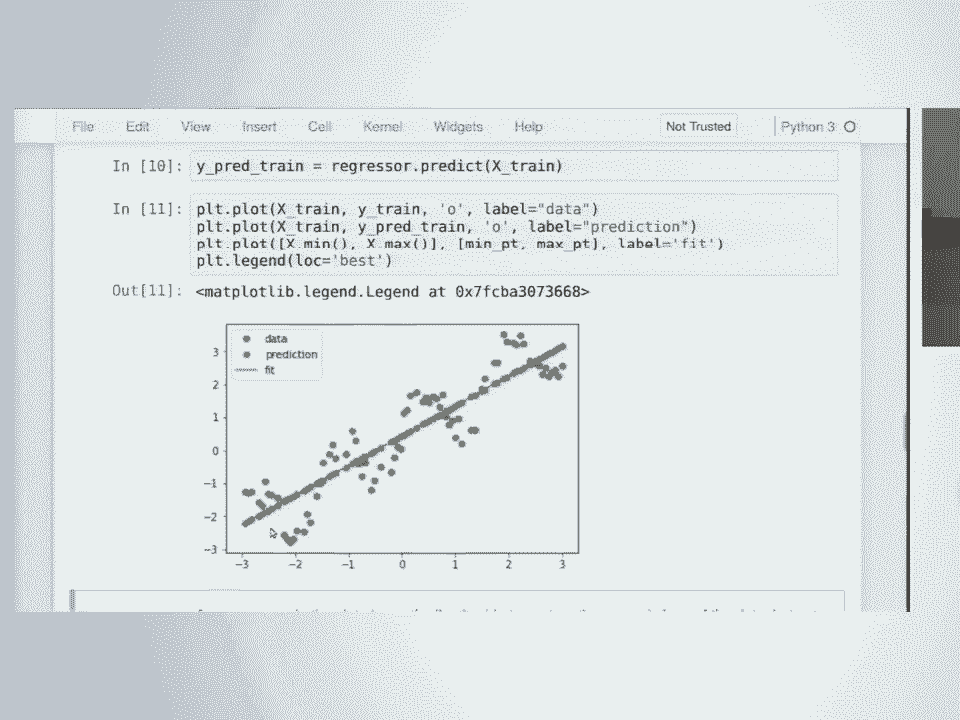 File Edit View Insert Cell Kernel Widgets Help Not Trusted Python 3
In [10]: y_pred_train = regressor.predict(X_train)
In [11]: plt.plot(X_train, y_train, 'o', label="data")
plt.plot(X_train, y_pred_train, 'o', label="prediction")
plt.plot([X.min(), X.max()], [min_pt, max_pt], label='fit')
plt.legend(loc='best')
Out[11]: <matplotlib.legend.Legend at 0x7fcba3073668>
data
prediction
fit
3
2
1
0
−1
−2
−3
−3 −2 −1 0 1 2 3